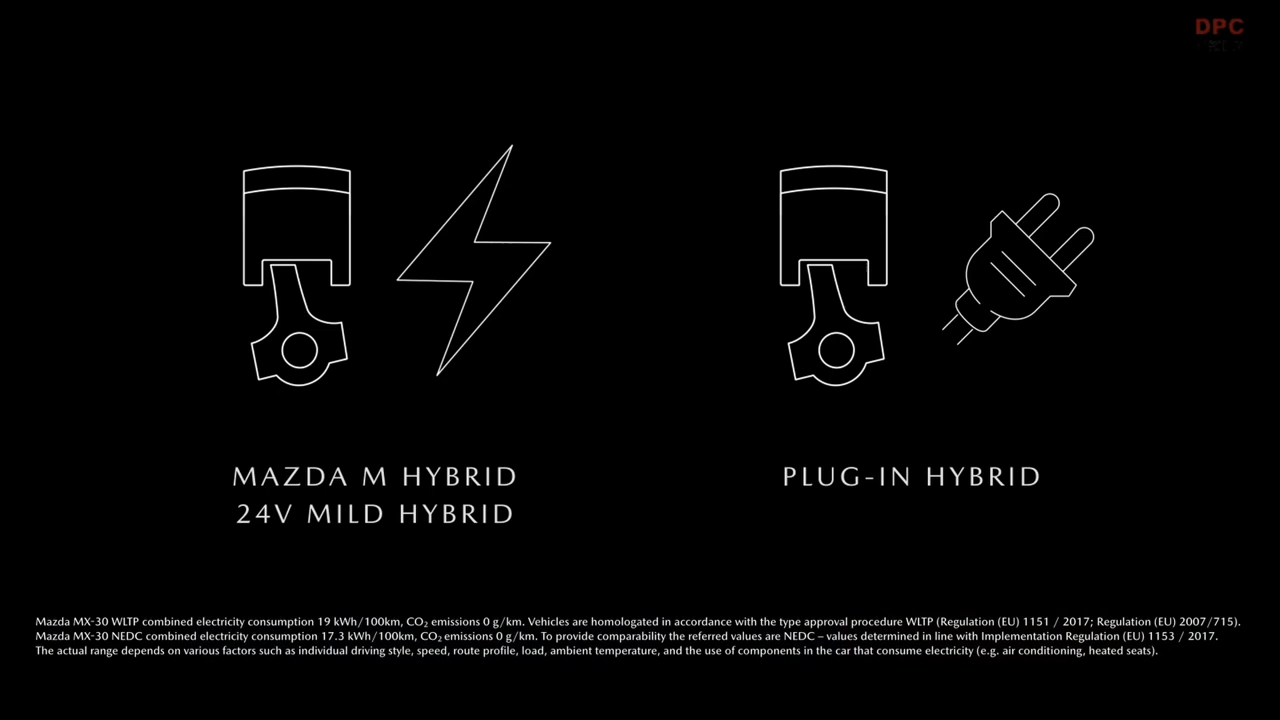 DPC
MAZDA M HYBRID
24V MILD HYBRID
PLUG-IN HYBRID
Mazda MX-30 WLTP combined electricity consumption 19 kWh/100km, CO₂ emissions 0 g/km. Vehicles are homologated in accordance with the type approval procedure WLTP (Regulation (EU) 1151 / 2017; Regulation (EU) 2007/715).
Mazda MX-30 NEDC combined electricity consumption 17.3 kWh/100km, CO₂ emissions 0 g/km. To provide comparability the referred values are NEDC – values determined in line with Implementation Regulation (EU) 1153 / 2017.
The actual range depends on various factors such as individual driving style, speed, route profile, load, ambient temperature, and the use of components in the car that consume electricity (e.g. air conditioning, heated seats).